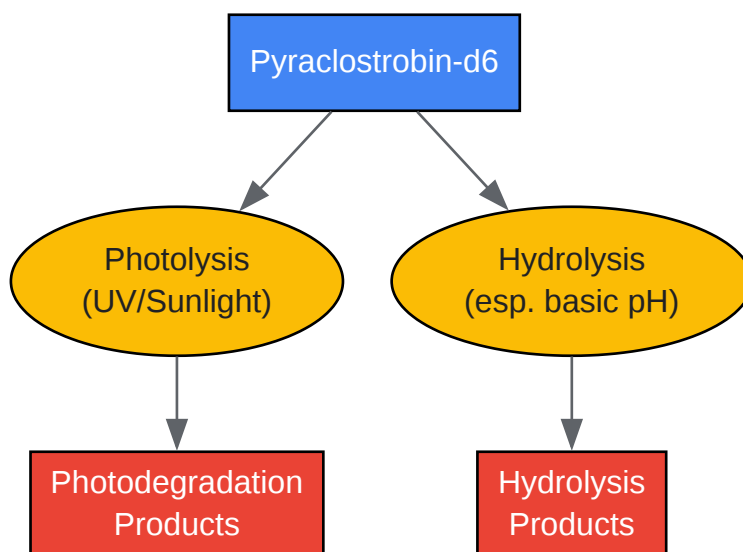 Pyraclostrobin-d6
Photolysis
(UV/Sunlight)
Hydrolysis
(esp. basic pH)
Photodegradation
Products
Hydrolysis
Products